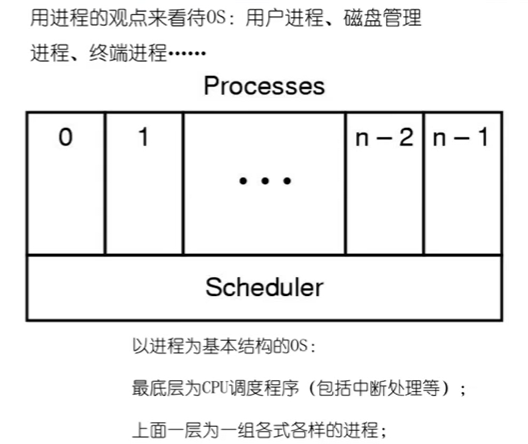 用进程的观点来看待OS：用户进程、磁盘管理
进程、终端进程……
Processes
0 1 ••• n – 2 n – 1
Scheduler
以进程为基本结构的OS：
最底层为CPU调度程序（包括中断处理等）；
上面一层为一组各式各样的进程；